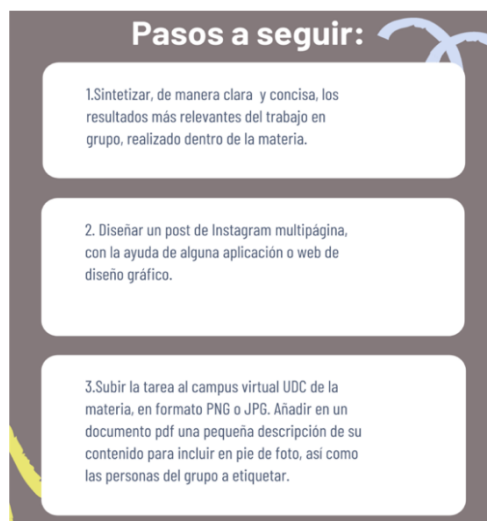 Pasos a seguir:
1.Sintetizar, de manera clara y concisa, los
resultados más relevantes del trabajo en
grupo, realizado dentro de la materia.
2. Diseñar un post de Instagram multipágina,
con la ayuda de alguna aplicación o web de
diseño gráfico.
3.Subir la tarea al campus virtual UDC de la
materia, en formato PNG o JPG. Añadir en un
documento pdf una pequeña descripción de su
contenido para incluir en pie de foto, así como
las personas del grupo a etiquetar.